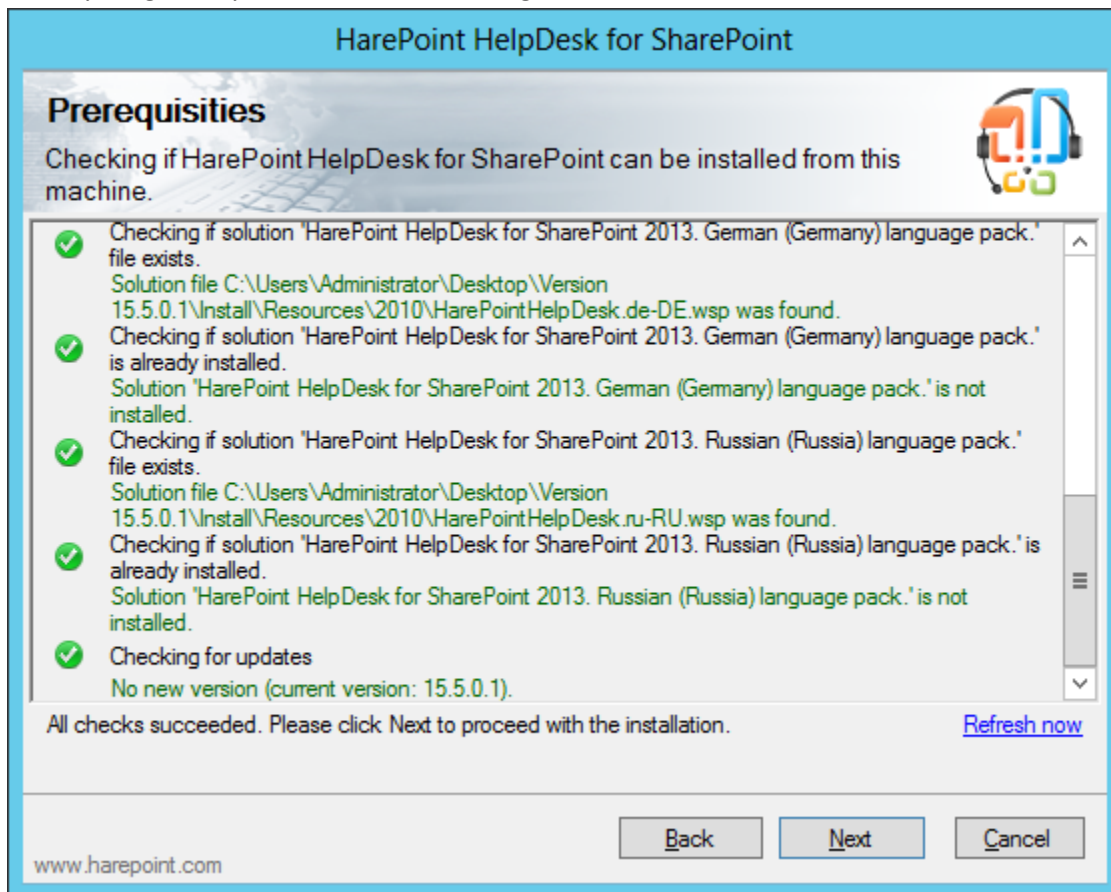 HarePoint HelpDesk for SharePoint
Prerequisities
Checking if HarePoint HelpDesk for SharePoint can be installed from this
machine.
Checking if solution 'HarePoint HelpDesk for SharePoint 2013. German (Germany) language pack.'
file exists.
Solution file C:\Users\Administrator\Desktop\Version
15.5.0.1\Install\Resources\2010\HarePointHelpDesk.de-DE.wsp was found.
Checking if solution 'HarePoint HelpDesk for SharePoint 2013. German (Germany) language pack.'
is already installed.
Solution 'HarePoint HelpDesk for SharePoint 2013. German (Germany) language pack.' is not
installed.
Checking if solution 'HarePoint HelpDesk for SharePoint 2013. Russian (Russia) language pack.'
file exists.
Solution file C:\Users\Administrator\Desktop\Version
15.5.0.1\Install\Resources\2010\HarePointHelpDesk.ru-RU.wsp was found.
Checking if solution 'HarePoint HelpDesk for SharePoint 2013. Russian (Russia) language pack.' is
already installed.
Solution 'HarePoint HelpDesk for SharePoint 2013. Russian (Russia) language pack.' is not
installed.
Checking for updates
No new version (current version: 15.5.0.1).
All checks succeeded. Please click Next to proceed with the installation. Refresh now
Back Next Cancel
www.harepoint.com